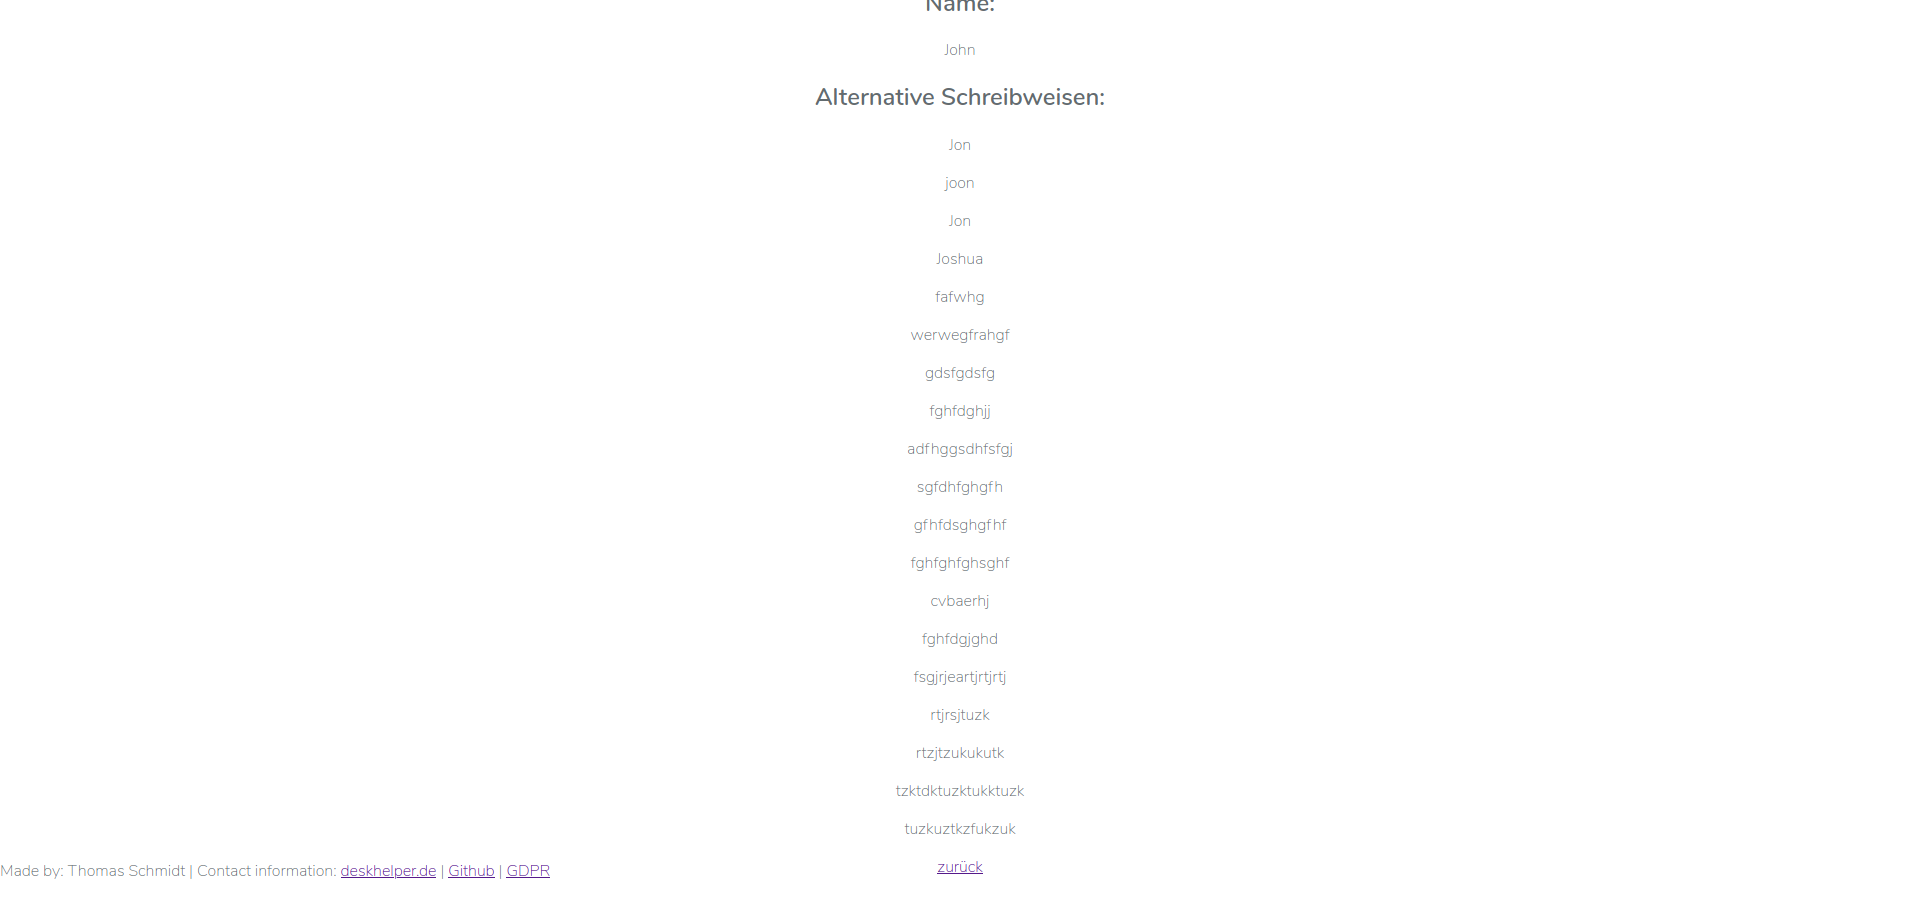 Name:
John
Alternative Schreibweisen:
Jon
joon
Jon
Joshua
fafwhg
werwegfrahgf
gdsfgdsfg
fghfdghjj
adfhggsdhfsfgj
sgfdhfghgfh
gfhfdsghgfhf
fghfghfghsghf
cvbaerhj
fghfdgjghd
fsgjrjeartjrtjrtj
rtjrsjtuzk
rtzjtzukukutk
tzktdktuzktukktuzk
tuzkuztkzfukzuk
zurück
Made by: Thomas Schmidt | Contact information: deskhelper.de | Github | GDPR